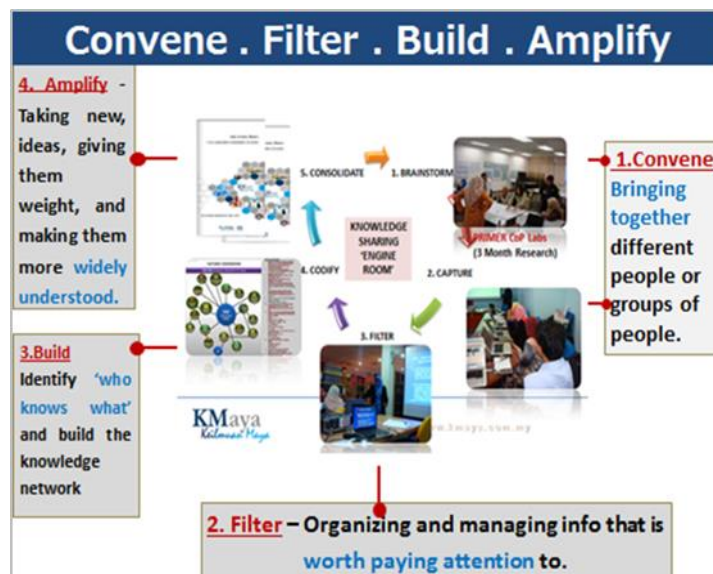 Convene . Filter . Build . Amplify
4. Amplify -
Taking new,
ideas, giving
them
weight, and
making them
more widely
understood.
5. CONSOLIDATE
1. BRAINSTORM
KNOWLEDGE
SHARING
'ENGINE
ROOM'
PRIMER CoP Labs
(3 Month Research)
4. CODIFY
2. CAPTURE
3. FILTER
1.Convene
Bringing
together
different
people or
groups of
people.
3.Build
Identify 'who
knows what'
and build the
knowledge
network
KMaya
Keilmuan Maya
2. Filter – Organizing and managing info that is
worth paying attention to.